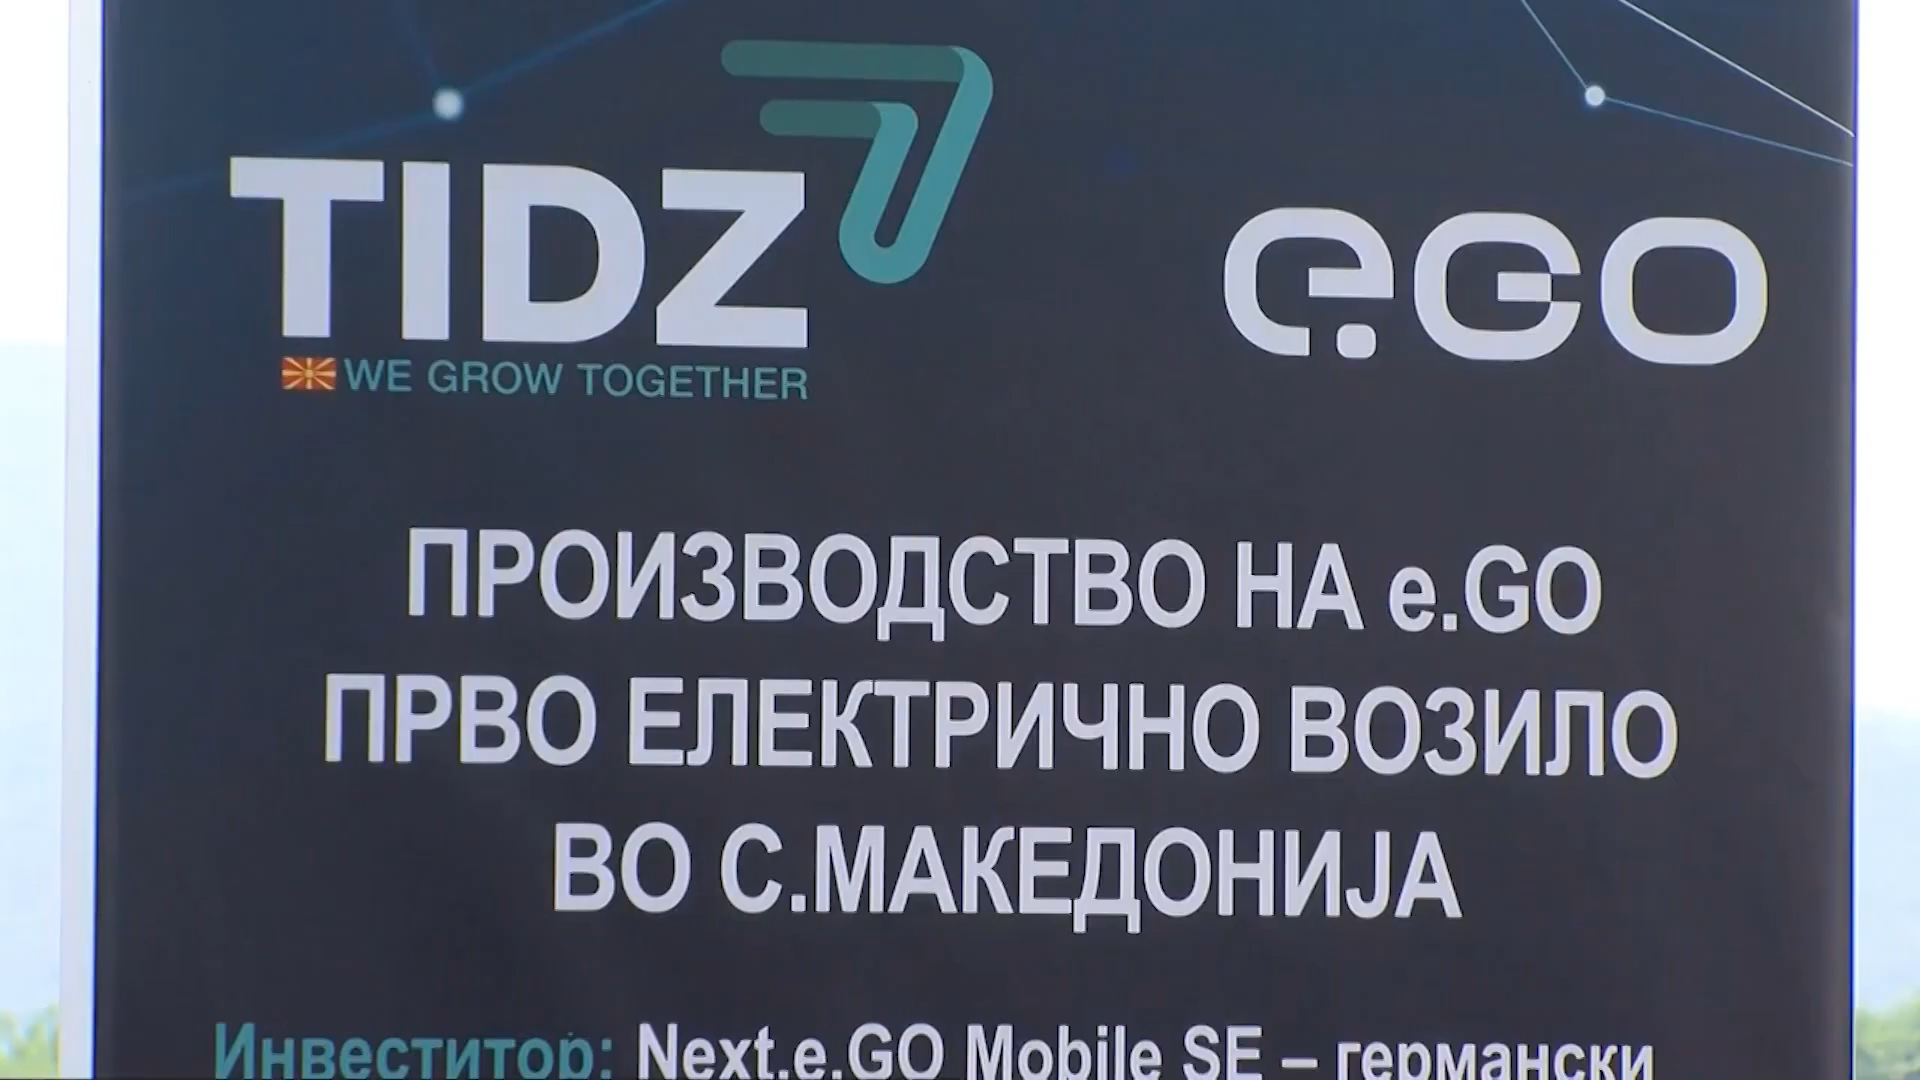 TIDZ
WE GROW TOGETHER
e.GO
ПРОИЗВОДСТВО НА e.GO
ПРВО ЕЛЕКТРИЧНО ВОЗИЛО
ВО С.МАКЕДОНИЈА
Инвеститор: Next.e.GO Mobile SE – германски